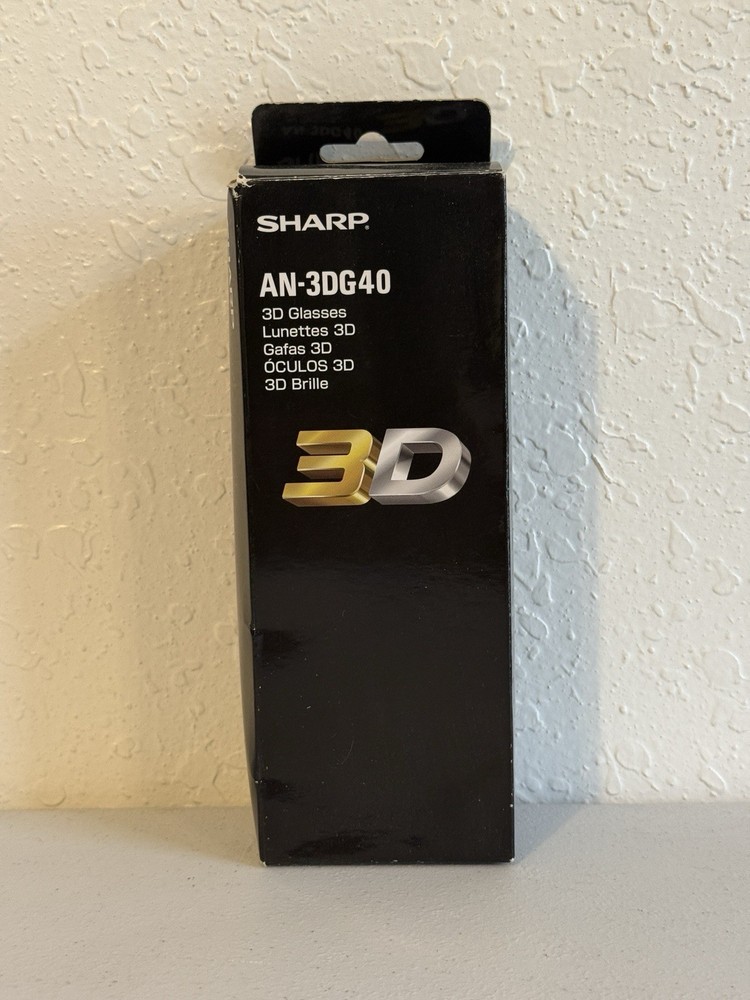 SHARP
AN-3DG40
3D Glasses
Lunettes 3D
Gafas 3D
ÓCULOS 3D
3D Brille
3D